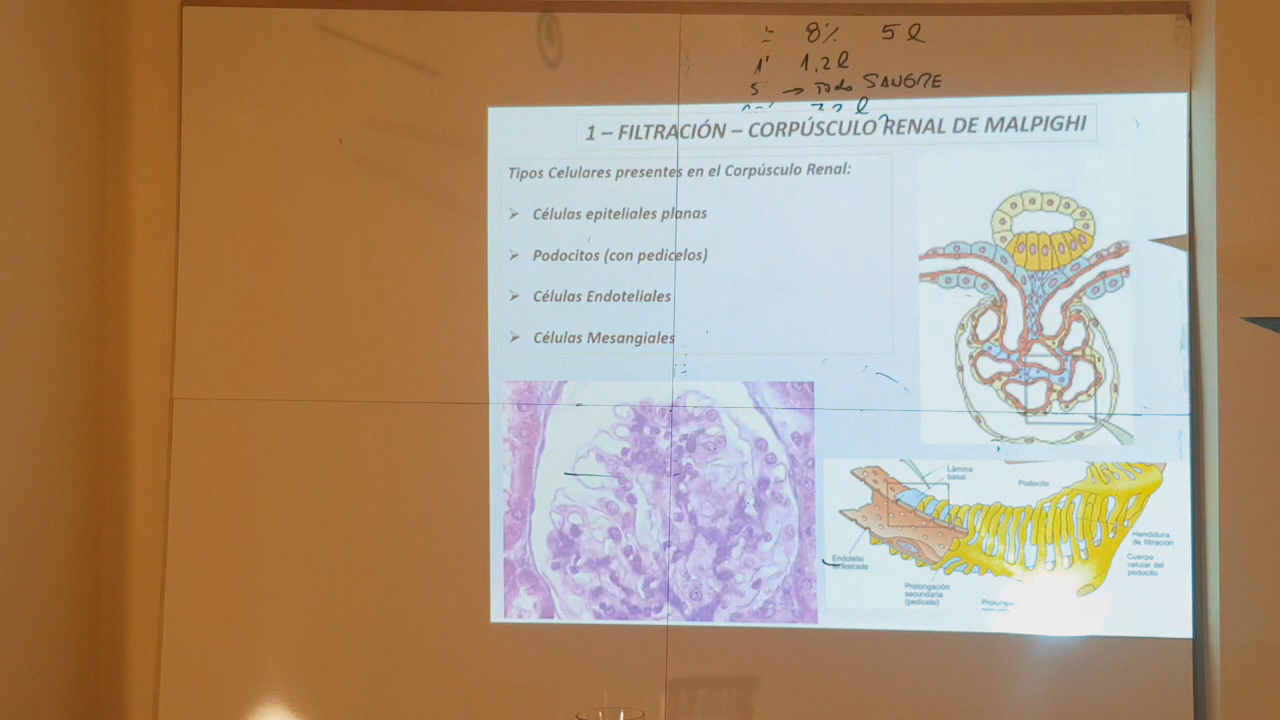 8% 5 l
1' 1,2 l
5 → Todo SANGRE
1 – FILTRACIÓN – CORPÚSCULO RENAL DE MALPIGHI
Tipos Celulares presentes en el Corpúsculo Renal:
➢ Células epiteliales planas
➢ Podocitos (con pedicelos)
➢ Células Endoteliales
➢ Células Mesangiales
Lámina
basal
Podocito
Hendidura
de filtración
Cuerpo
celular del
podocito
Endotelio
fenestrado
Prolongación
secundaria
(pedicelo)